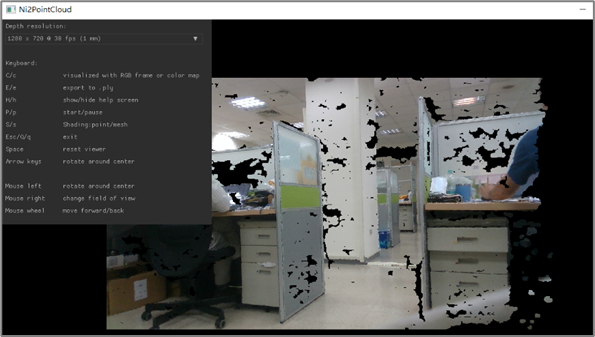 Ni2PointCloud
Depth resolution:
1280 x 720 @ 30 fps (1 mm)
Keyboard:
C/c visualized with RGB frame or color map
E/e export to .ply
H/h show/hide help screen
P/p start/pause
S/s Shading:point/mesh
Esc/Q/q exit
Space reset viewer
Arrow keys rotate around center
Mouse left rotate around center
Mouse right change field of view
Mouse wheel move forward/back